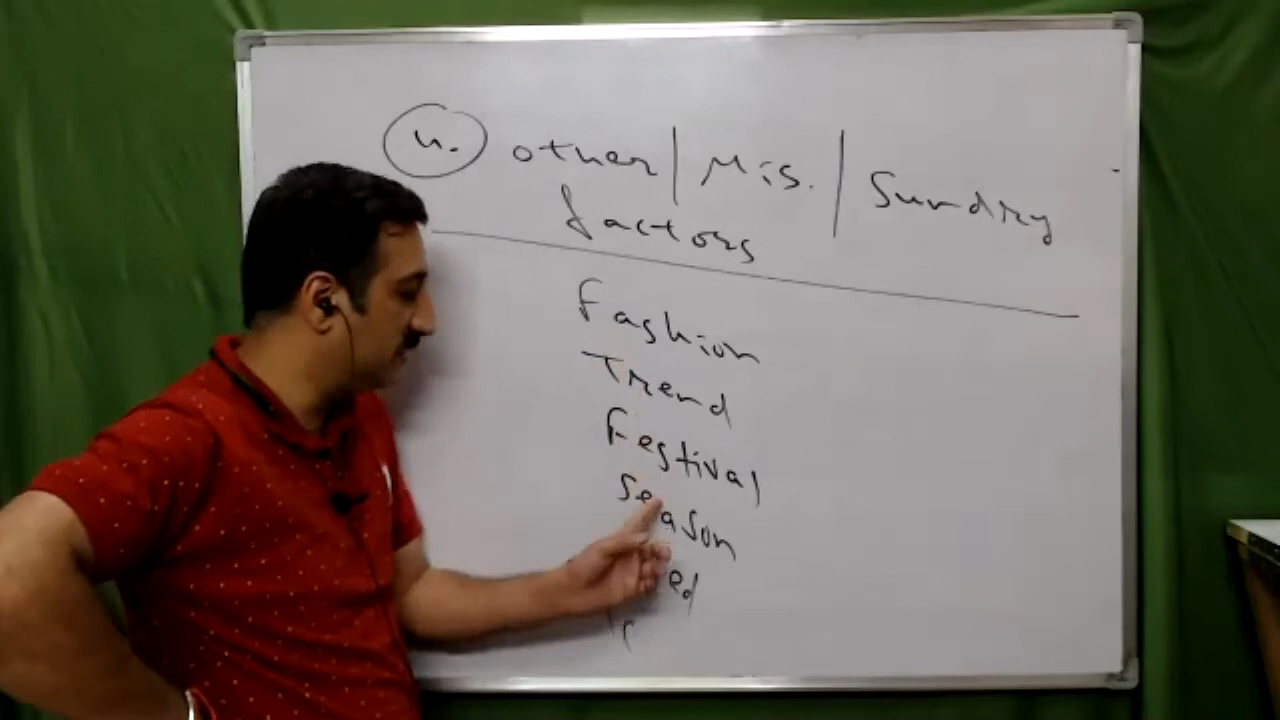 4. other | Mis. | Sundry
factors
Fashion
Trend
Festival
Season